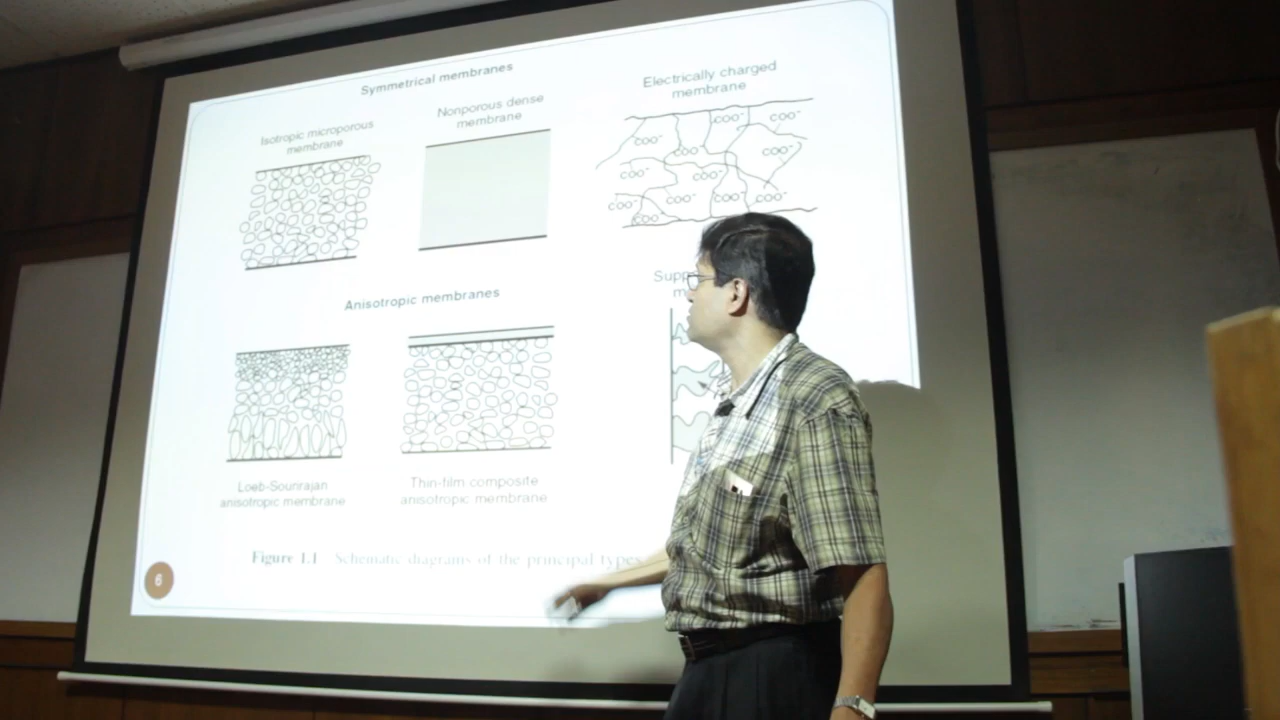 Symmetrical membranes
Isotropic microporous
membrane
Nonporous dense
membrane
Electrically charged
membrane
COO⁻
COO⁻
COO⁻
COO⁻
COO⁻
COO⁻
COO⁻
COO⁻
COO⁻
COO⁻
COO⁻
COO
Anisotropic membranes
Supp
m
Loeb-Sourirajan
anisotropic membrane
Thin-film composite
anisotropic membrane
Figure 1.1 Schematic diagrams of the principal types
6